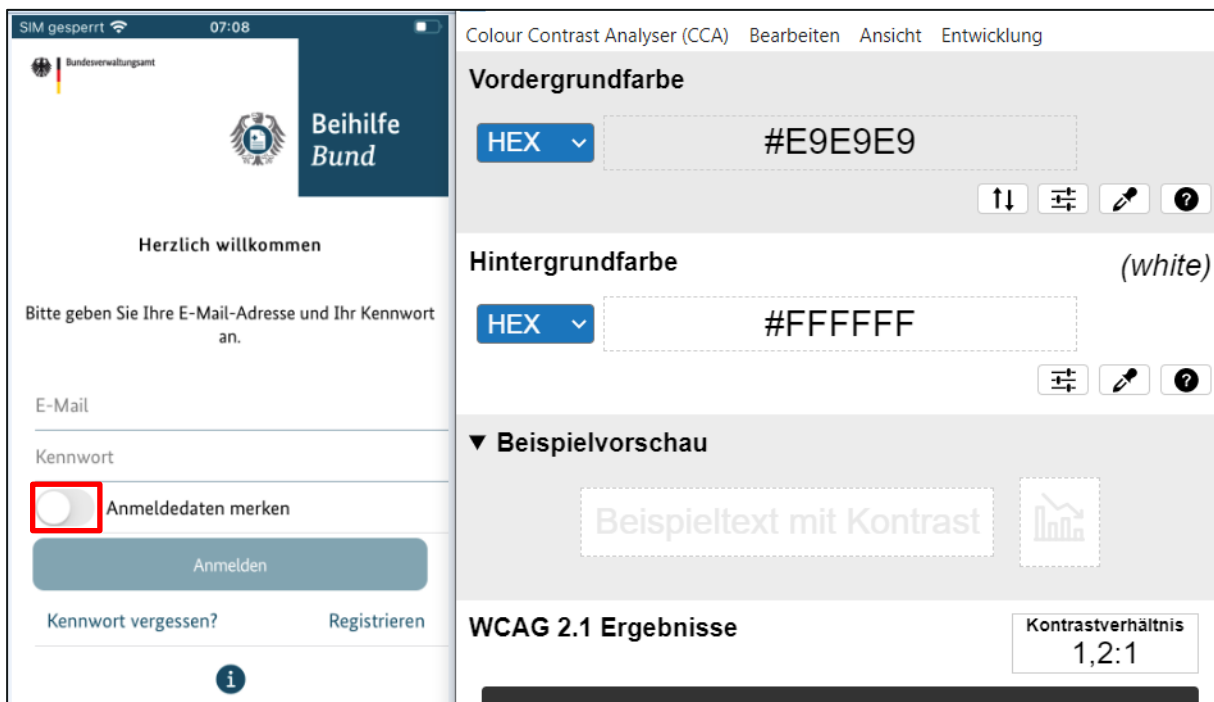 SIM gesperrt 07:08
Bundesverwaltungsamt
Beihilfe
Bund
Herzlich willkommen
Bitte geben Sie Ihre E-Mail-Adresse und Ihr Kennwort
an.
E-Mail
Kennwort
Anmeldedaten merken
Anmelden
Kennwort vergessen? Registrieren
Colour Contrast Analyser (CCA) Bearbeiten Ansicht Entwicklung
Vordergrundfarbe
HEX #E9E9E9
Hintergrundfarbe (white)
HEX #FFFFFF
▼ Beispielvorschau
Beispieltext mit Kontrast
WCAG 2.1 Ergebnisse
Kontrastverhältnis
1,2:1